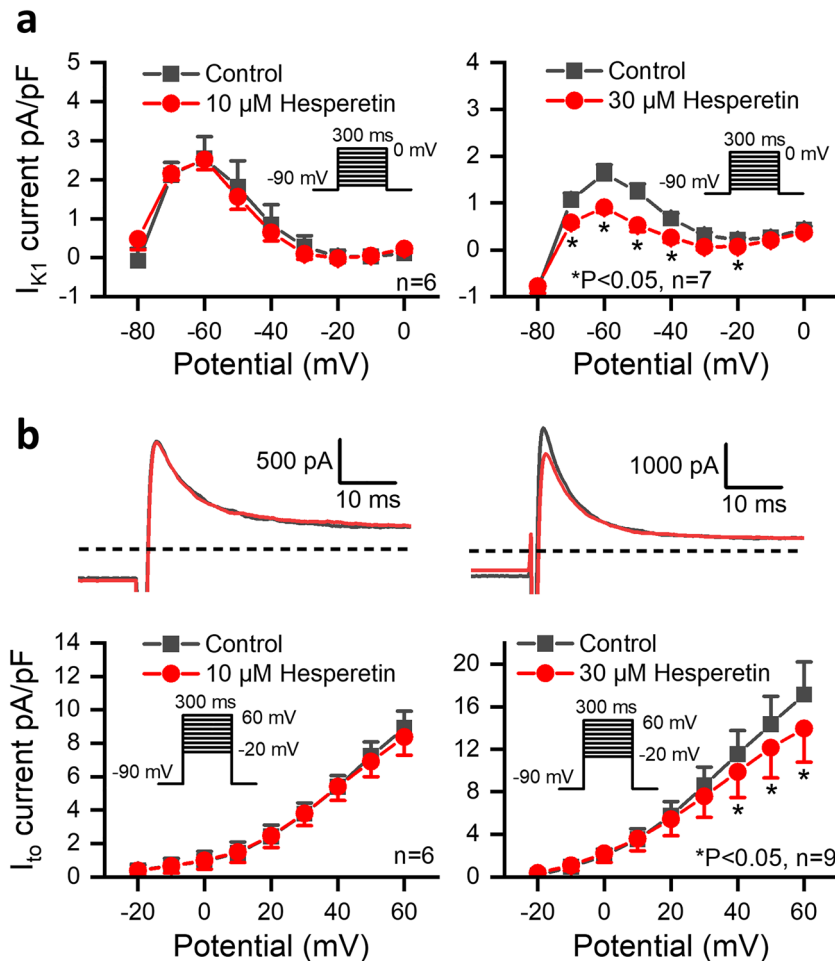 a
I_K1 current pA/pF
5
4
3
2
1
0
-1
Control
10 µM Hesperetin
300 ms
0 mV
-90 mV
n=6
-80 -60 -40 -20 0
Potential (mV)
4
3
2
1
0
-1
Control
30 µM Hesperetin
300 ms
0 mV
-90 mV
* * * * *
*P<0.05, n=7
-80 -60 -40 -20 0
Potential (mV)
b
500 pA
10 ms
1000 pA
10 ms
I_to current pA/pF
14
12
10
8
6
4
2
0
Control
10 µM Hesperetin
300 ms
60 mV
-20 mV
-90 mV
n=6
-20 0 20 40 60
Potential (mV)
20
16
12
8
4
0
Control
30 µM Hesperetin
300 ms
60 mV
-20 mV
-90 mV
* * *
*P<0.05, n=9
-20 0 20 40 60
Potential (mV)